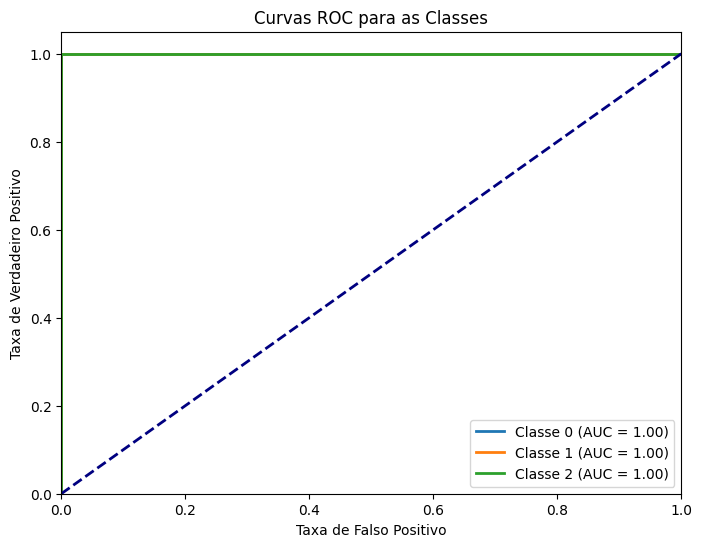 Curvas ROC para as Classes
Taxa de Verdadeiro Positivo
1.0
0.8
0.6
0.4
0.2
0.0
Classe 0 (AUC = 1.00)
Classe 1 (AUC = 1.00)
Classe 2 (AUC = 1.00)
0.0 0.2 0.4 0.6 0.8 1.0
Taxa de Falso Positivo